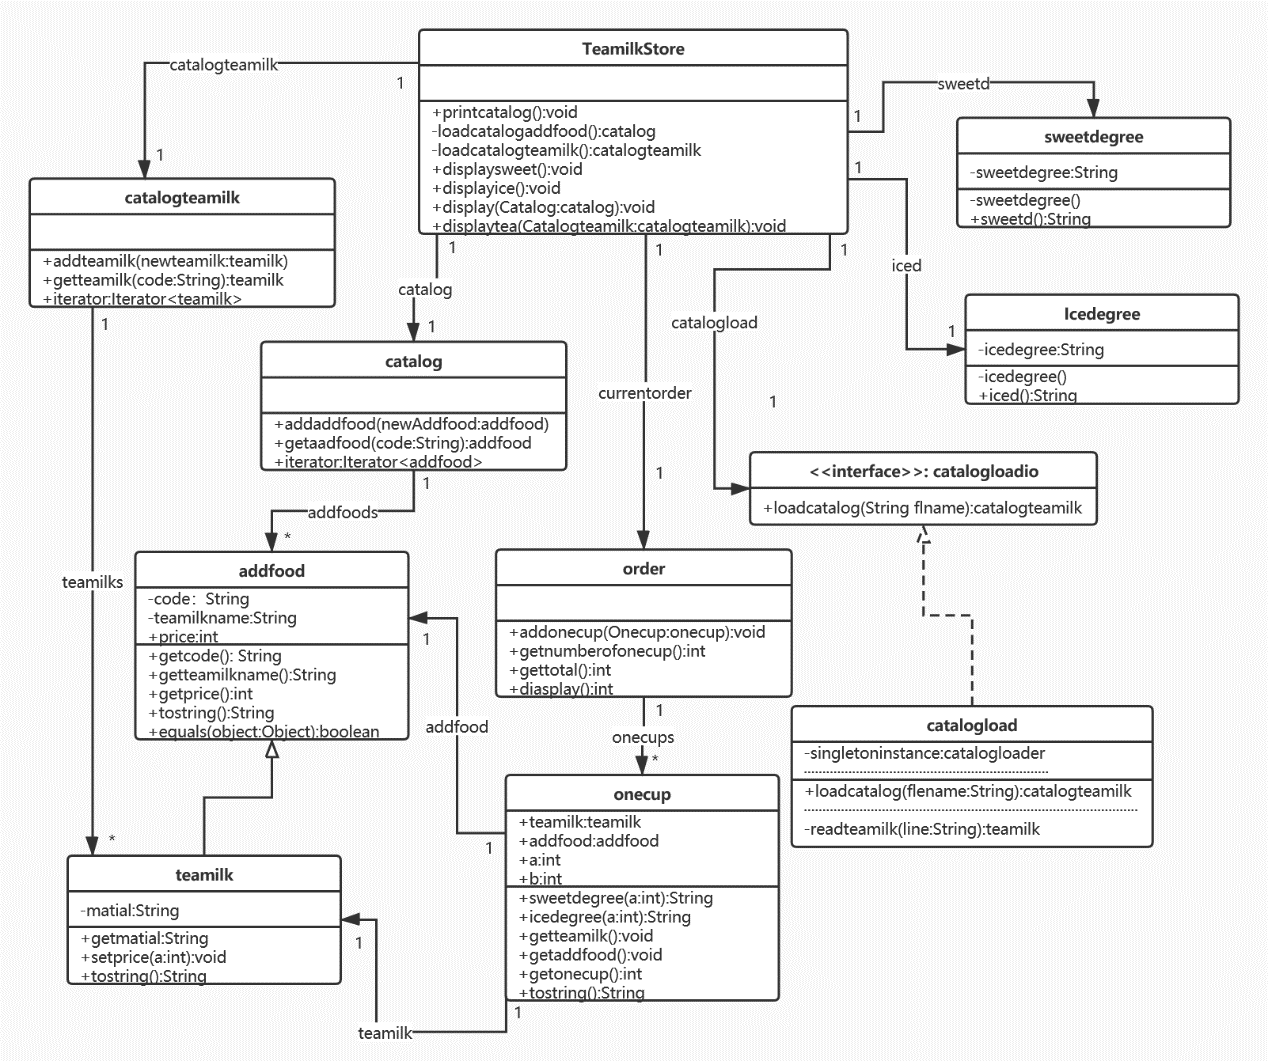 TeamilkStore
+printcatalog():void
-loadcatalogaddfood():catalog
-loadcatalogteamilk():catalogteamilk
+displaysweet():void
+displayice():void
+display(Catalog:catalog):void
+displaytea(Catalogteamilk:catalogteamilk):void
catalogteamilk
1
1
sweetd
1
sweetdegree
-sweetdegree:String
-sweetdegree()
+sweetd():String
catalogteamilk
+addteamilk(newteamilk:teamilk)
+getteamilk(code:String):teamilk
+iterator:Iterator<teamilk>
1
iced
1
Icedegree
-icedegree:String
-icedegree()
+iced():String
1
catalog
1
catalog
+addaddfood(newAddfood:addfood)
+getaadfood(code:String):addfood
+iterator:Iterator<addfood>
1
currentorder
1
1
catalogload
1
<<interface>>: catalogloadio
+loadcatalog(String flname):catalogteamilk
1
addfoods
*
addfood
-code: String
-teamilkname:String
+price:int
+getcode(): String
+getteamilkname():String
+getprice():int
+tostring():String
+equals(object:Object):boolean
1
teamilks
*
order
+addonecup(Onecup:onecup):void
+getnumberofonecup():int
+gettotal():int
+diasplay():int
1
onecups
*
1
addfood
1
catalogload
-singletoninstance:catalogloader
+loadcatalog(flename:String):catalogteamilk
-readteamilk(line:String):teamilk
onecup
+teamilk:teamilk
+addfood:addfood
+a:int
+b:int
+sweetdegree(a:int):String
+icedegree(a:int):String
+getteamilk():void
+getaddfood():void
+getonecup():int
+tostring():String
teamilk
-matial:String
+getmatial:String
+setprice(a:int):void
+tostring():String
1
1
teamilk